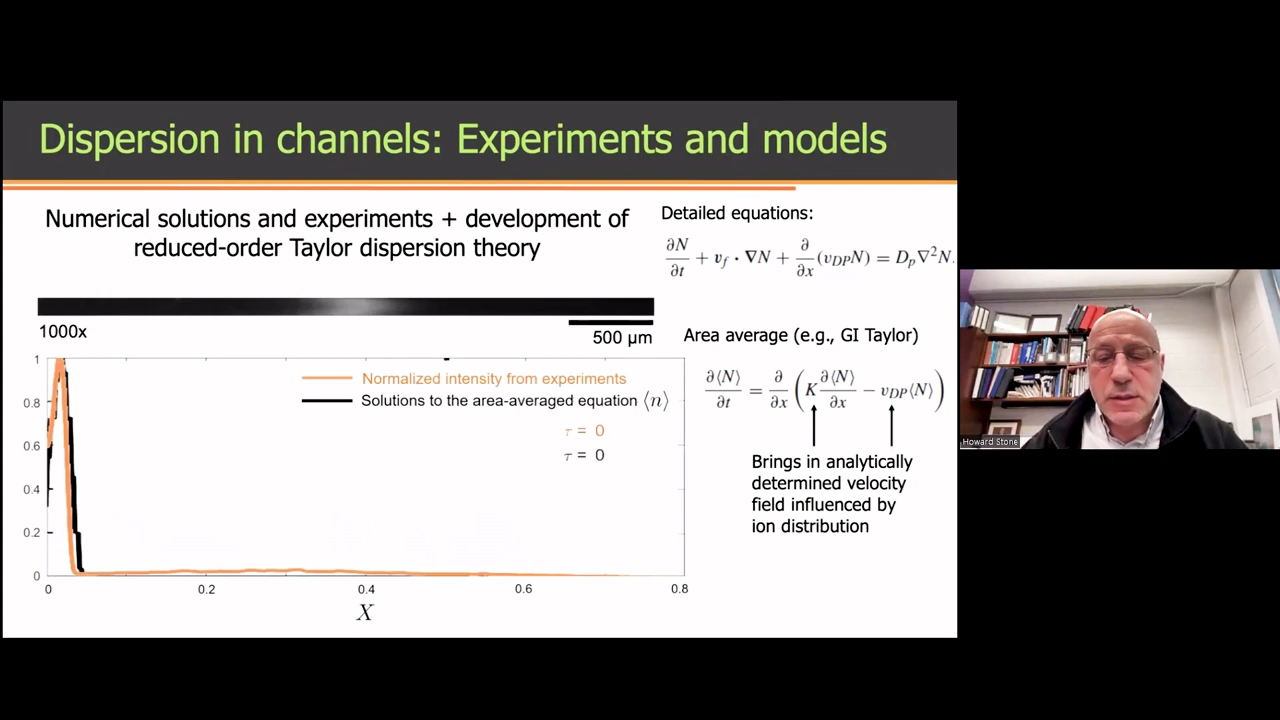 Dispersion in channels: Experiments and models
Numerical solutions and experiments + development of
reduced-order Taylor dispersion theory
1000x
500 μm
1
0.8
0.6
0.4
0.2
0
0
0.2
0.4
0.6
0.8
X
Normalized intensity from experiments
Solutions to the area-averaged equation ⟨n⟩
τ = 0
τ = 0
Detailed equations:
∂N/∂t + v_f · ∇N + ∂/∂x (v_DP N) = D_p ∇²N.
Area average (e.g., GI Taylor)
∂⟨N⟩/∂t = ∂/∂x (K ∂⟨N⟩/∂x − v_DP⟨N⟩)
Brings in analytically
determined velocity
field influenced by
ion distribution
Howard Stone